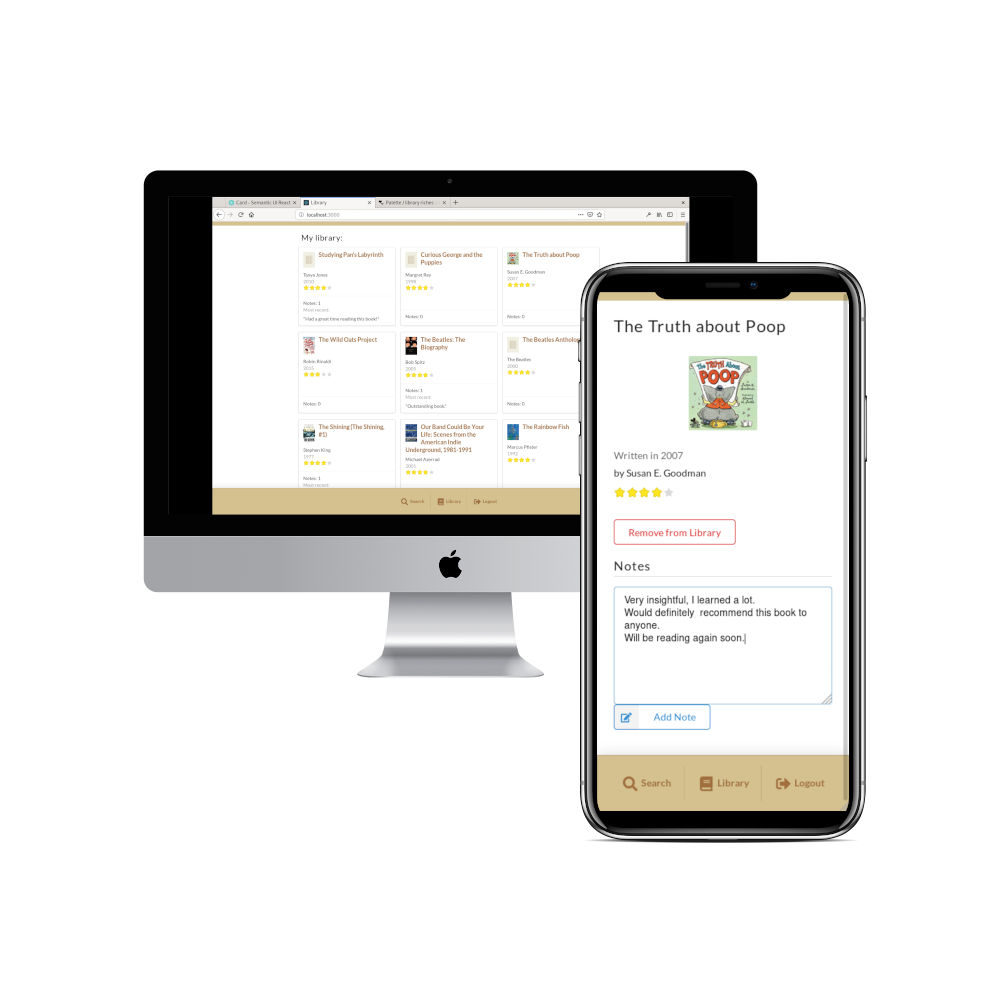 Card - Semantic UI React
Library
Palette / library riches
localhost:3000
My library:
Studying Pan's Labyrinth
Tanya Jones
2010
Notes: 1
Most recent:
"Had a great time reading this book!"
Curious George and the
Puppies
Margret Rey
1998
Notes: 0
The Truth about Poop
Susan E. Goodman
2007
Notes: 0
The Wild Oats Project
Robin Rinaldi
2015
Notes: 0
The Beatles: The
Biography
Bob Spitz
2005
Notes: 1
Most recent:
"Outstanding book."
The Beatles Antholo
The Beatles
2000
The Shining (The Shining,
#1)
Stephen King
1977
Notes: 1
Most recent:
Our Band Could Be Your
Life: Scenes from the
American Indie
Underground, 1981-1991
Michael Azerrad
2001
The Rainbow Fish
Marcus Pfister
1992
Search
Library
Logout
The Truth about Poop
The TRUTH About
POOP
Written in 2007
by Susan E. Goodman
Remove from Library
Notes
Very insightful, I learned a lot.
Would definitely  recommend this book to
anyone.
Will be reading again soon.
Add Note
Search
Library
Logout